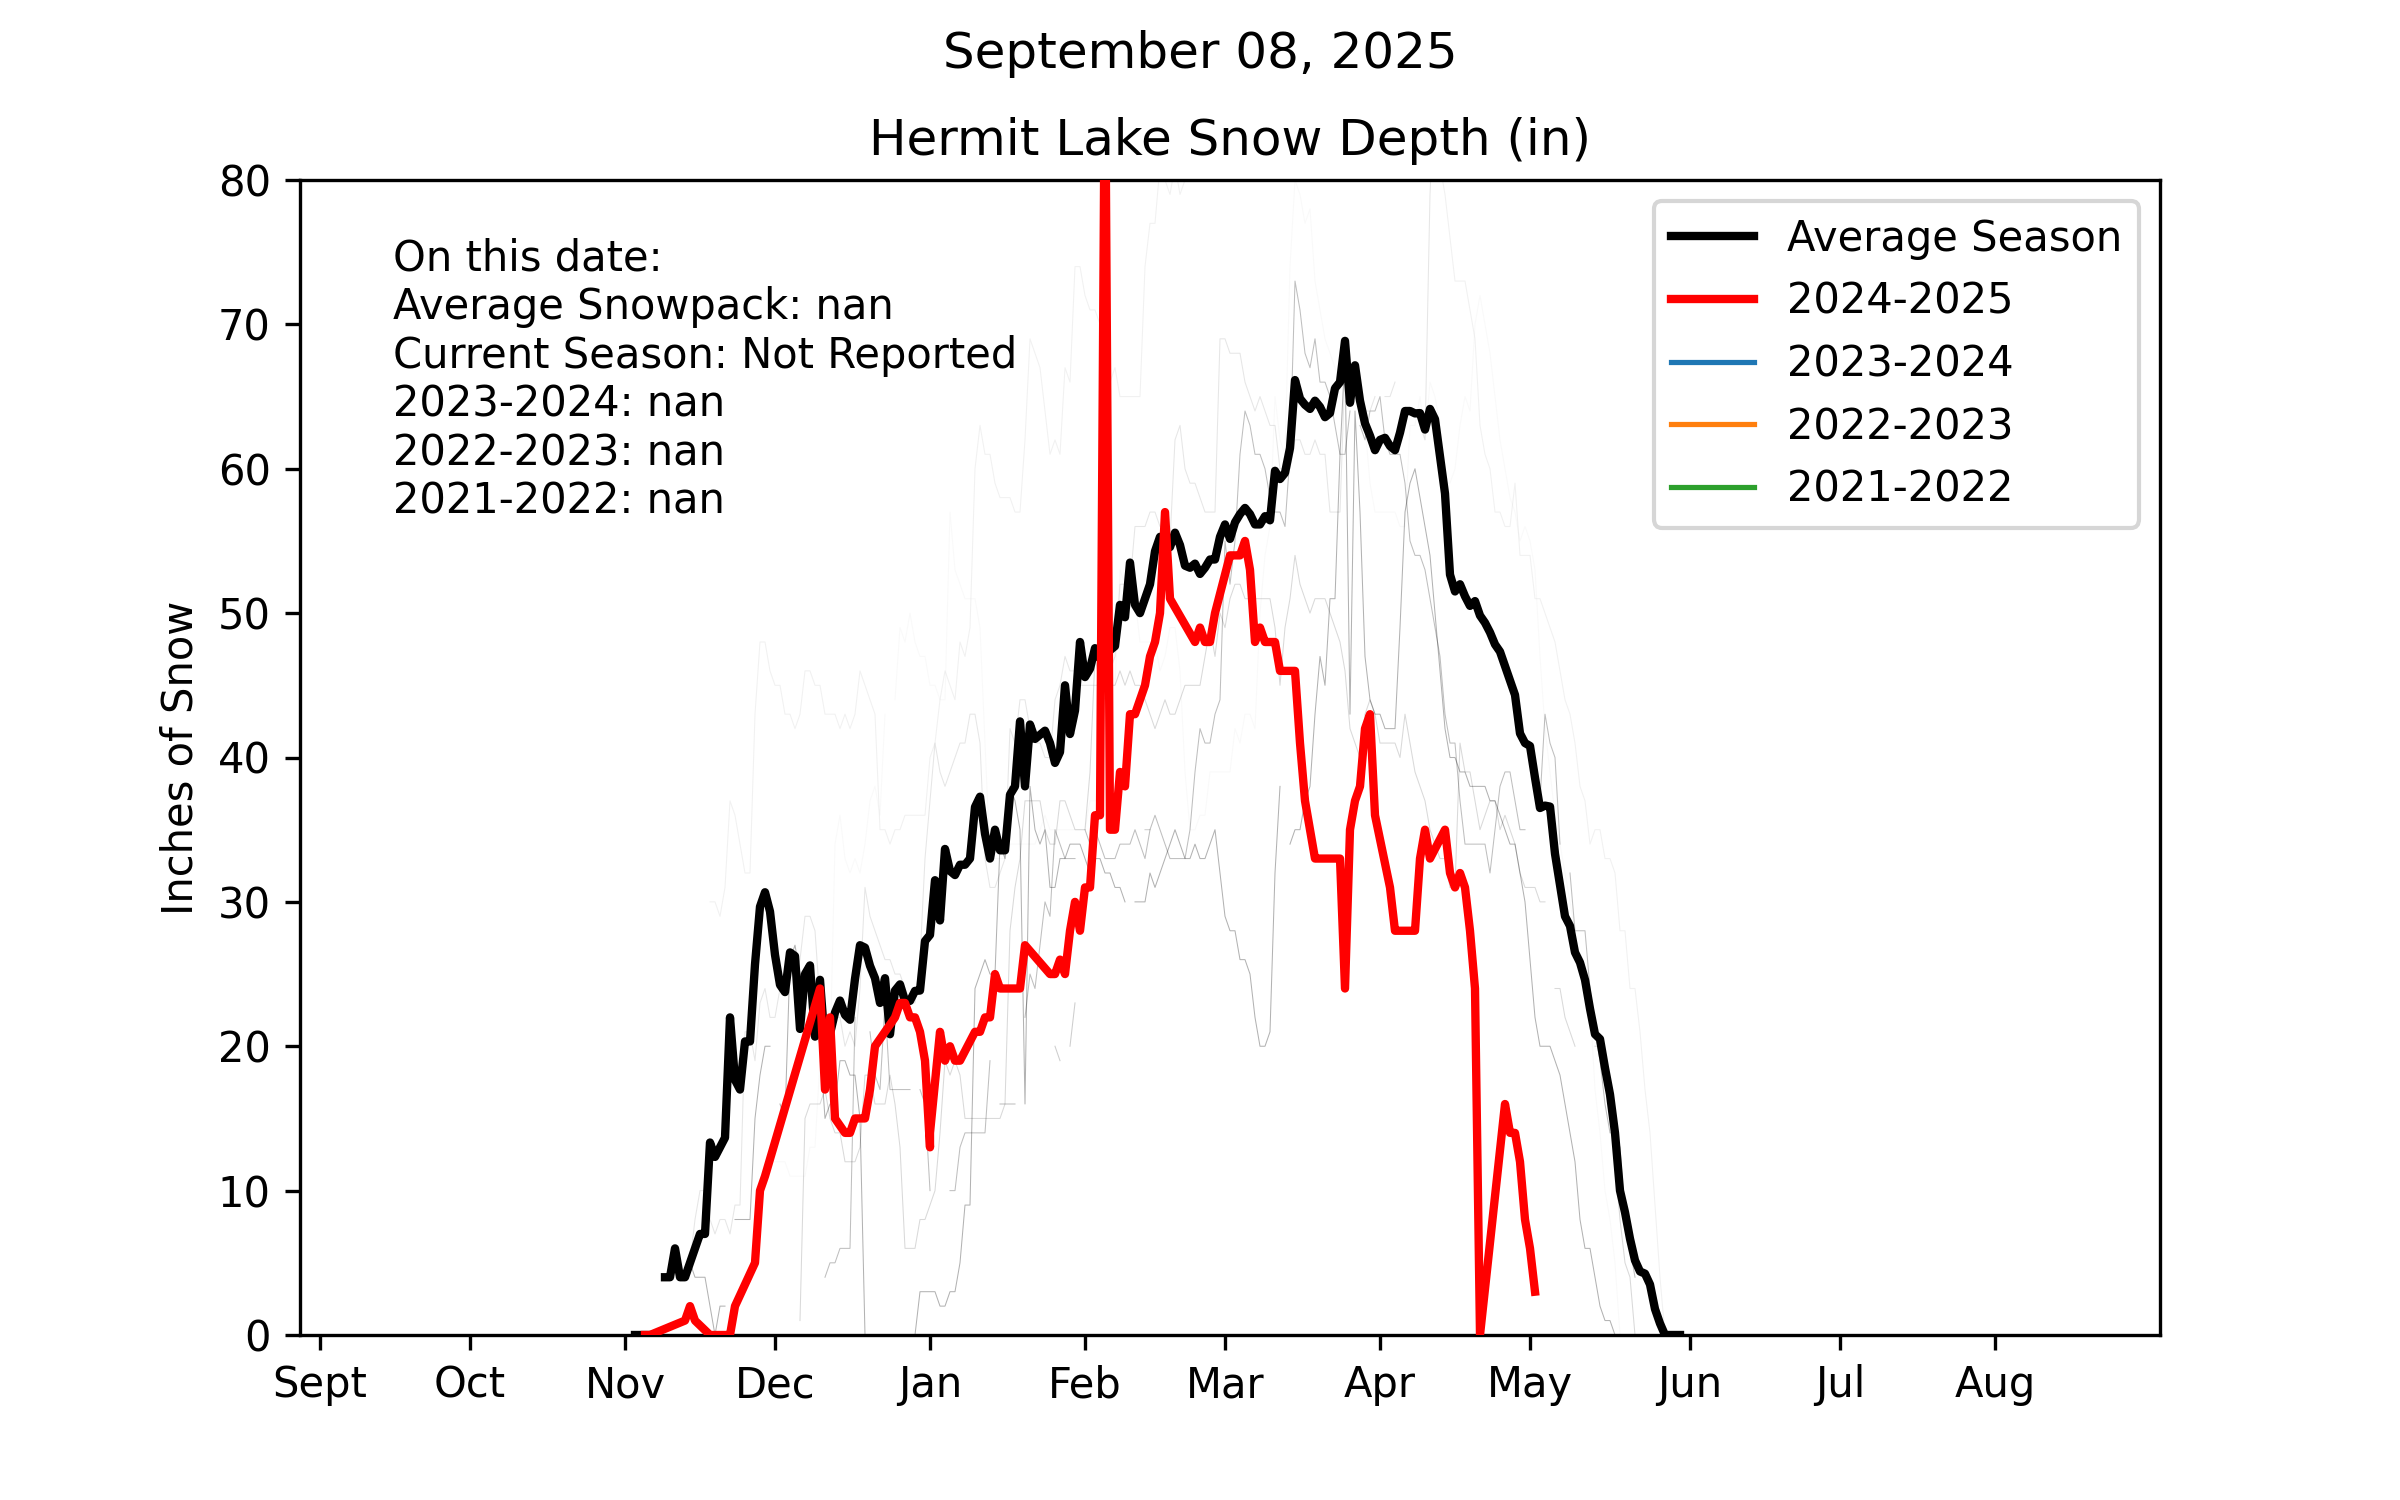 September 08, 2025
Hermit Lake Snow Depth (in)
On this date:
Average Snowpack: nan
Current Season: Not Reported
2023-2024: nan
2022-2023: nan
2021-2022: nan
Average Season
2024-2025
2023-2024
2022-2023
2021-2022
Inches of Snow
80
70
60
50
40
30
20
10
0
Sept Oct Nov Dec Jan Feb Mar Apr May Jun Jul Aug